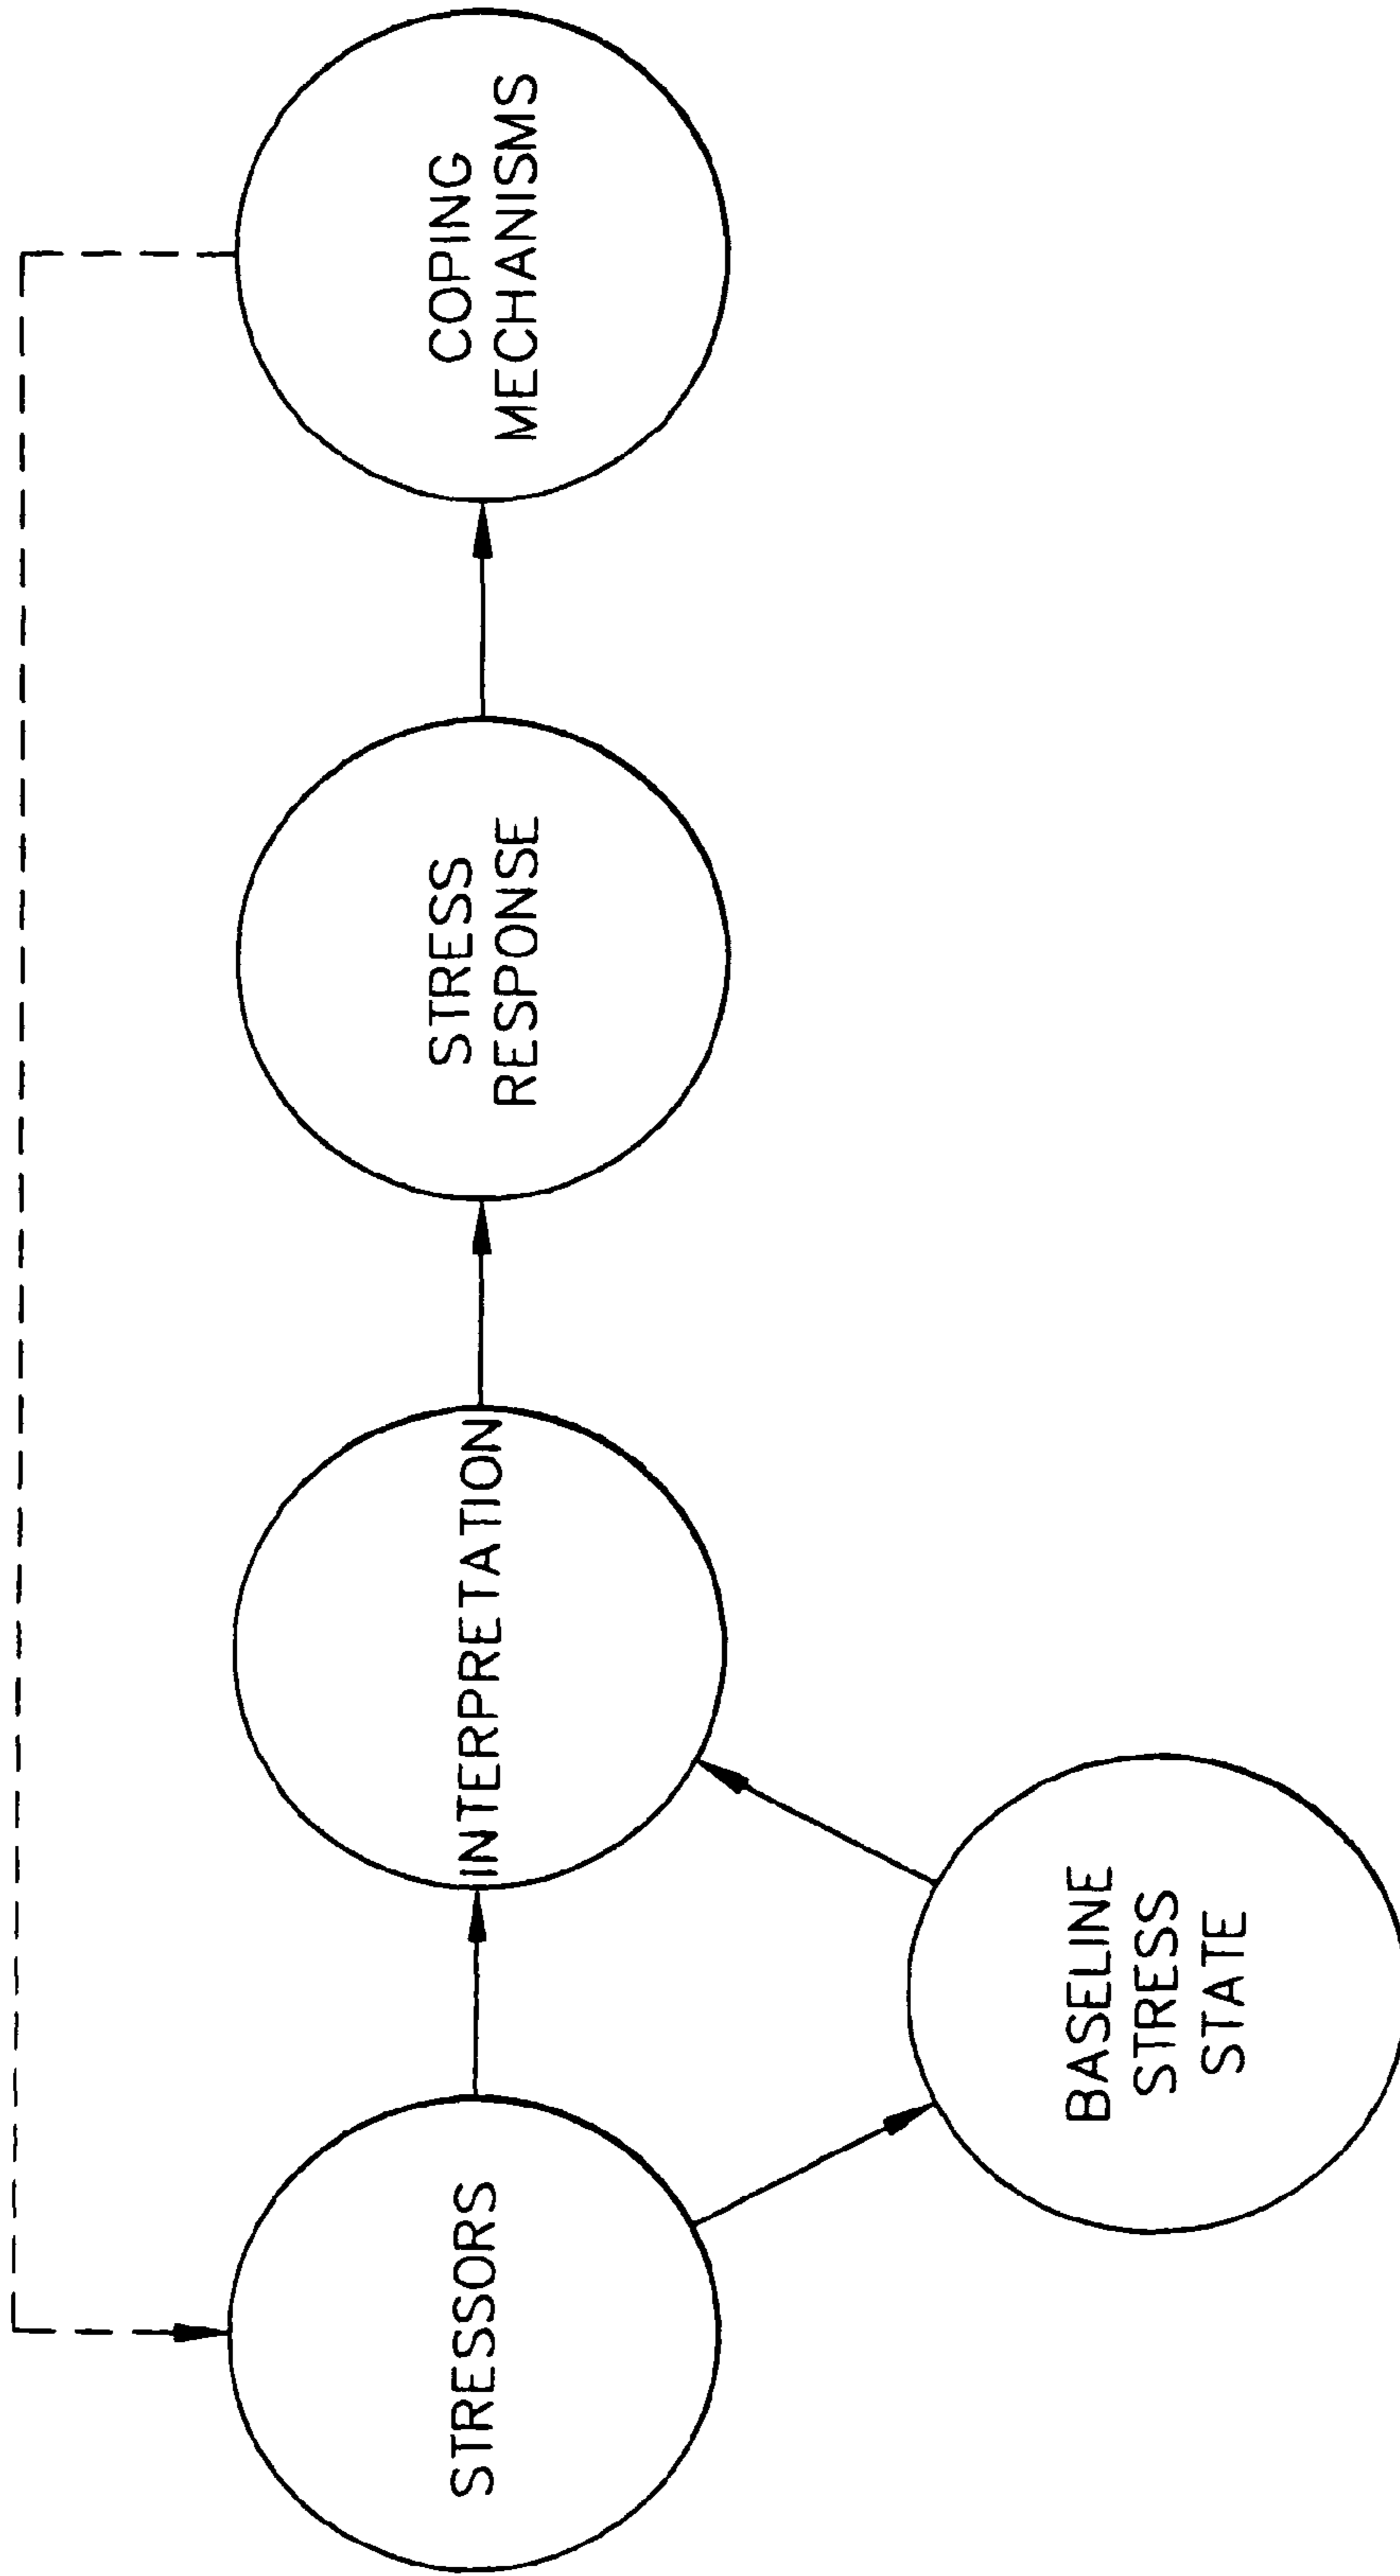 STRESSORS
INTERPRETATION
STRESS
RESPONSE
COPING
MECHANISMS
BASELINE
STRESS
STATE